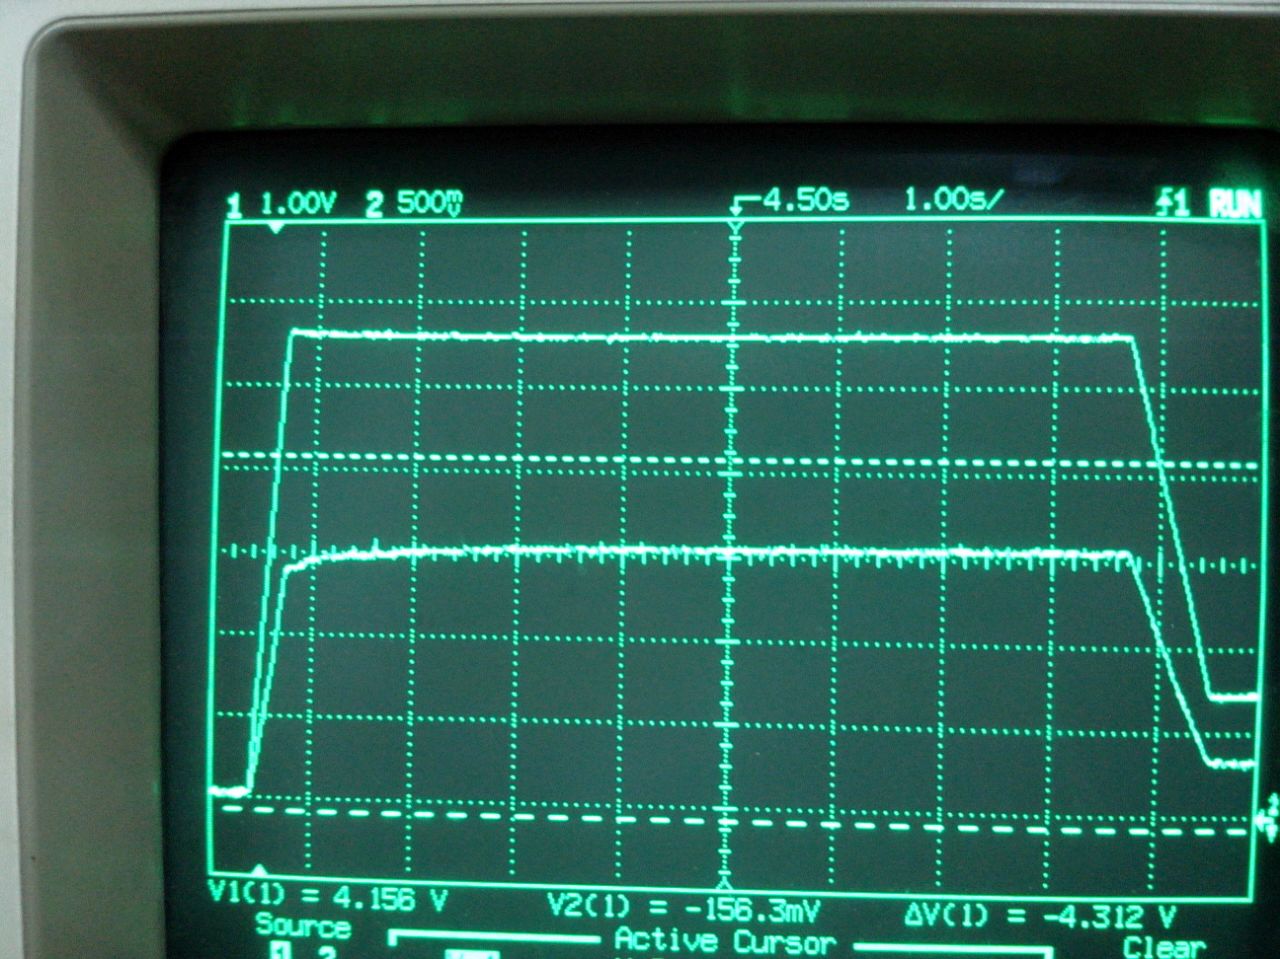 1 1.00V 2 500mV -4.50s 1.00s/ 1 RUN
V1(1) = 4.156 V V2(1) = -156.3mV ΔV(1) = -4.312 V
Source Active Cursor Clear
1 2